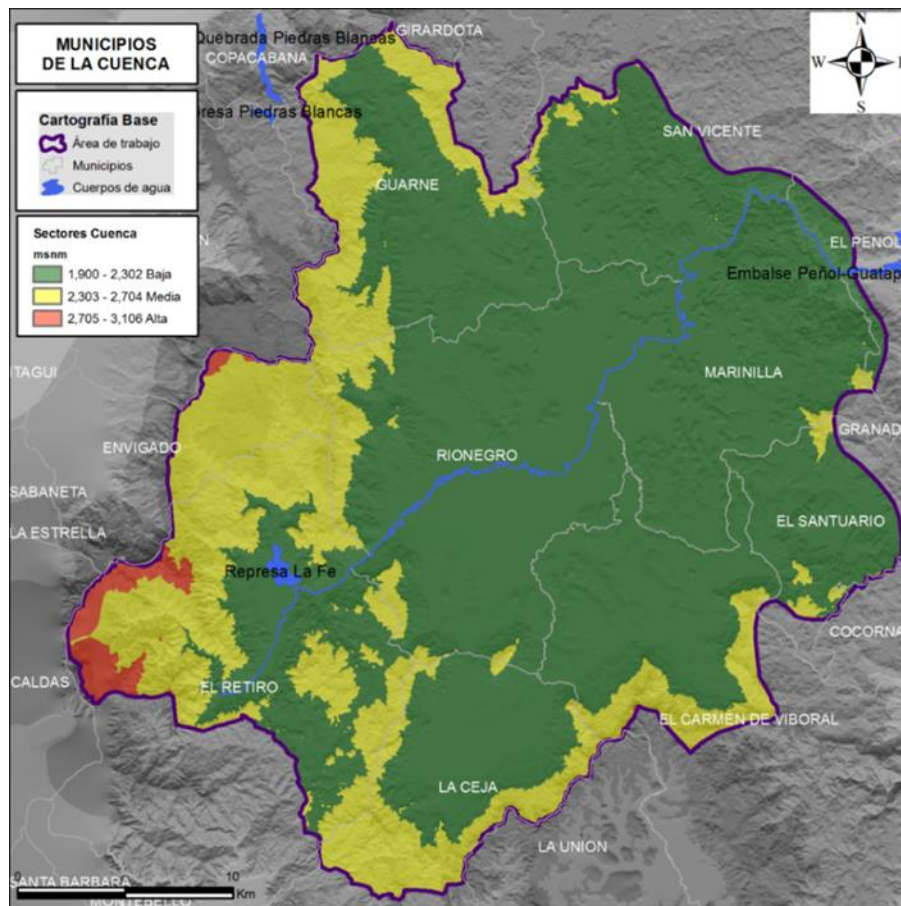 MUNICIPIOS
DE LA CUENCA
Cartografía Base
Área de trabajo
Municipios
Cuerpos de agua
Sectores Cuenca
msnm
1,900 - 2,302 Baja
2,303 - 2,704 Media
2,705 - 3,106 Alta
N
W
S
Quebrada Piedras Blancas
GIRARDOTA
COPACABANA
resa Piedras Blancas
SAN VICENTE
GUARNE
EL PEÑOL
Embalse Peñol-Guatap
ITAGUI
MARINILLA
GRANAD
ENVIGADO
RIONEGRO
SABANETA
EL SANTUARIO
LA ESTRELLA
Represa La Fe
COCORNA
CALDAS
EL RETIRO
EL CARMEN DE VIBORAL
LA CEJA
LA UNION
SANTA BARBARA
MONTEBELLO
0
10
Km